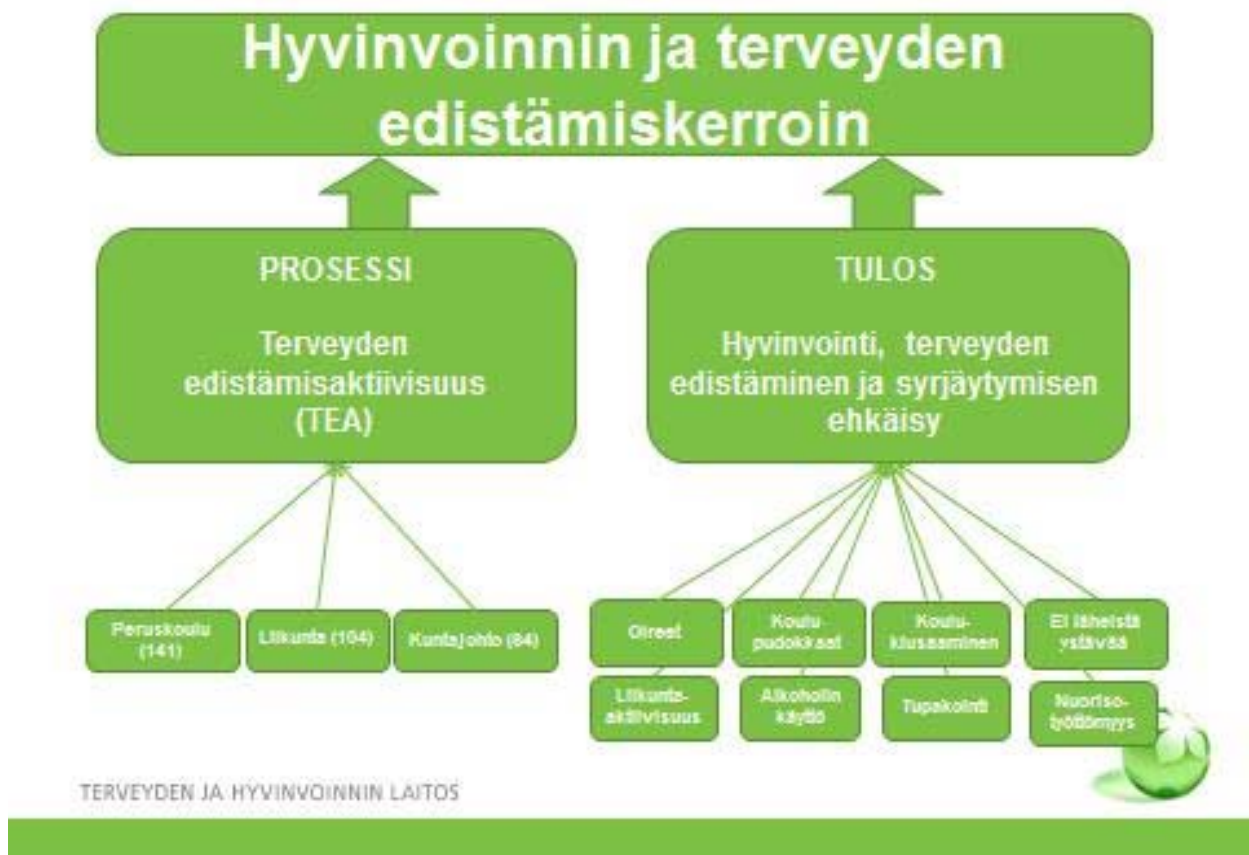 Hyvinvoinnin ja terveyden
edistämiskerroin
PROSESSI
Terveyden
edistämisaktiivisuus
(TEA)
TULOS
Hyvinvointi, terveyden
edistäminen ja syrjäytymisen
ehkäisy
Peruskoulu
(141)
Liikunta (104)
Kuntajohto (84)
Oireet
Koulu-
pudokkaat
Koulu-
kiusaaminen
Ei läheistä
ystävää
Liikunta-
aktiivisuus
Alkoholin
käyttö
Tupakointi
Nuoriso-
työttömyys
TERVEYDEN JA HYVINVOINNIN LAITOS